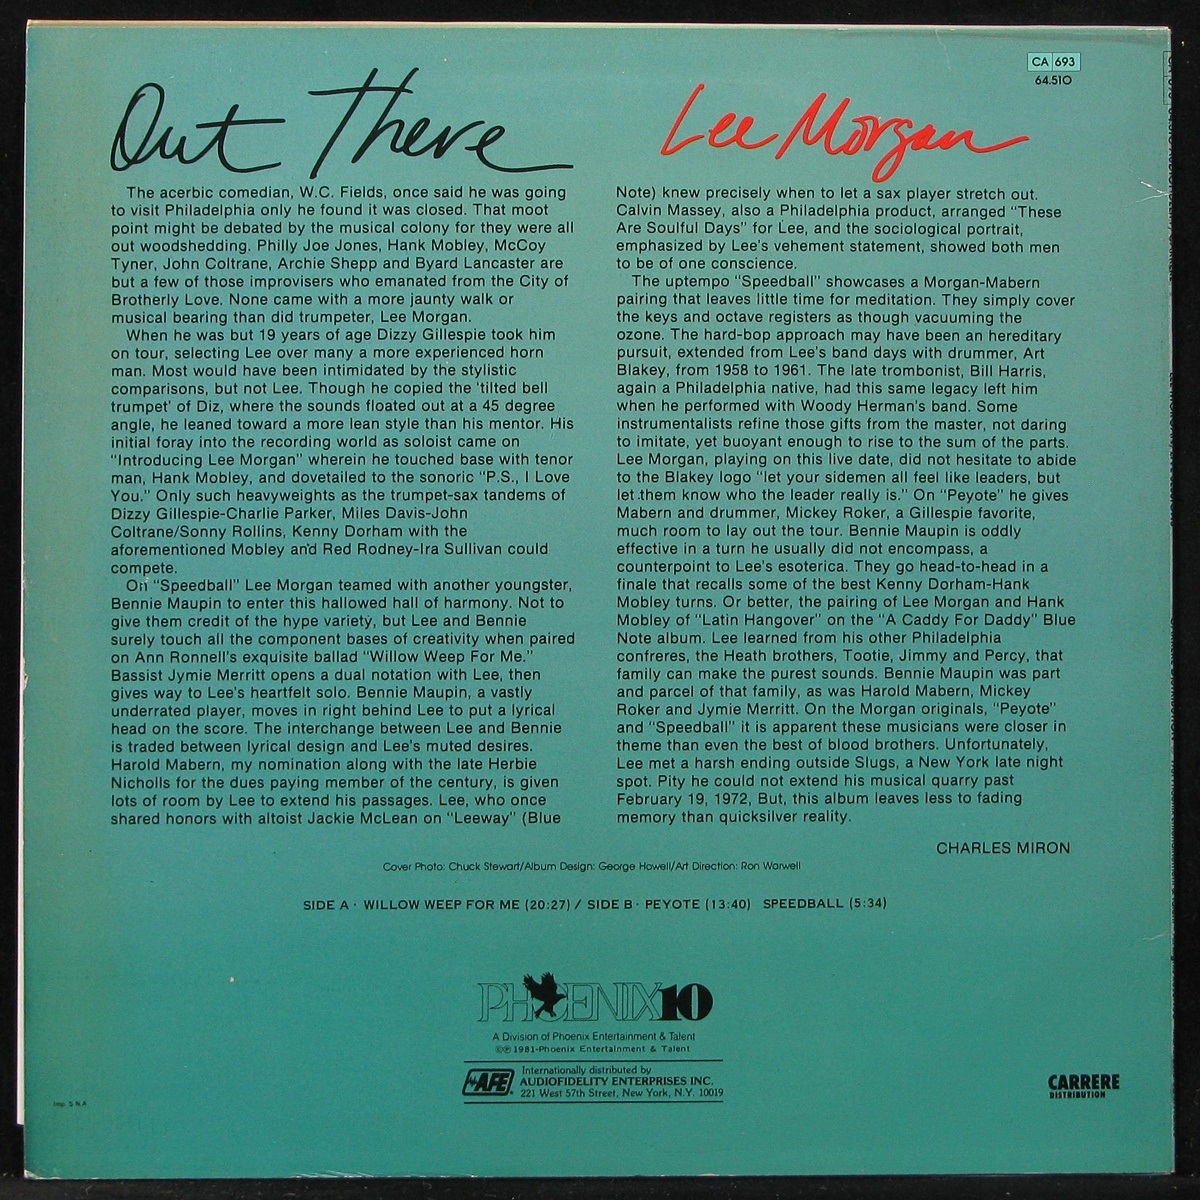 CA 693
64.510
Out There
Lee Morgan
The acerbic comedian, W.C. Fields, once said he was going
to visit Philadelphia only he found it was closed. That moot
point might be debated by the musical colony for they were all
out woodshedding. Philly Joe Jones, Hank Mobley, McCoy
Tyner, John Coltrane, Archie Shepp and Byard Lancaster are
but a few of those improvisers who emanated from the City of
Brotherly Love. None came with a more jaunty walk or
musical bearing than did trumpeter, Lee Morgan.
When he was but 19 years of age Dizzy Gillespie took him
on tour, selecting Lee over many a more experienced horn
man. Most would have been intimidated by the stylistic
comparisons, but not Lee. Though he copied the 'tilted bell
trumpet' of Diz, where the sounds floated out at a 45 degree
angle, he leaned toward a more lean style than his mentor. His
initial foray into the recording world as soloist came on
"Introducing Lee Morgan" wherein he touched base with tenor
man, Hank Mobley, and dovetailed to the sonoric "P.S., I Love
You." Only such heavyweights as the trumpet-sax tandems of
Dizzy Gillespie-Charlie Parker, Miles Davis-John
Coltrane/Sonny Rollins, Kenny Dorham with the
aforementioned Mobley and Red Rodney-Ira Sullivan could
compete.
On "Speedball" Lee Morgan teamed with another youngster,
Bennie Maupin to enter this hallowed hall of harmony. Not to
give them credit of the hype variety, but Lee and Bennie
surely touch all the component bases of creativity when paired
on Ann Ronnell's exquisite ballad "Willow Weep For Me."
Bassist Jymie Merritt opens a dual notation with Lee, then
gives way to Lee's heartfelt solo. Bennie Maupin, a vastly
underrated player, moves in right behind Lee to put a lyrical
head on the score. The interchange between Lee and Bennie
is traded between lyrical design and Lee's muted desires.
Harold Mabern, my nomination along with the late Herbie
Nicholls for the dues paying member of the century, is given
lots of room by Lee to extend his passages. Lee, who once
shared honors with altoist Jackie McLean on "Leeway" (Blue
Note) knew precisely when to let a sax player stretch out.
Calvin Massey, also a Philadelphia product, arranged "These
Are Soulful Days" for Lee, and the sociological portrait,
emphasized by Lee's vehement statement, showed both men
to be of one conscience.
The uptempo "Speedball" showcases a Morgan-Mabern
pairing that leaves little time for meditation. They simply cover
the keys and octave registers as though vacuuming the
ozone. The hard-bop approach may have been an hereditary
pursuit, extended from Lee's band days with drummer, Art
Blakey, from 1958 to 1961. The late trombonist, Bill Harris,
again a Philadelphia native, had this same legacy left him
when he performed with Woody Herman's band. Some
instrumentalists refine those gifts from the master, not daring
to imitate, yet buoyant enough to rise to the sum of the parts.
Lee Morgan, playing on this live date, did not hesitate to abide
to the Blakey logo "let your sidemen all feel like leaders, but
let them know who the leader really is." On "Peyote" he gives
Mabern and drummer, Mickey Roker, a Gillespie favorite,
much room to lay out the tour. Bennie Maupin is oddly
effective in a turn he usually did not encompass, a
counterpoint to Lee's esoterica. They go head-to-head in a
finale that recalls some of the best Kenny Dorham-Hank
Mobley turns. Or better, the pairing of Lee Morgan and Hank
Mobley of "Latin Hangover" on the "A Caddy For Daddy" Blue
Note album. Lee learned from his other Philadelphia
confreres, the Heath brothers, Tootie, Jimmy and Percy, that
family can make the purest sounds. Bennie Maupin was part
and parcel of that family, as was Harold Mabern, Mickey
Roker and Jymie Merritt. On the Morgan originals, "Peyote"
and "Speedball" it is apparent these musicians were closer in
theme than even the best of blood brothers. Unfortunately,
Lee met a harsh ending outside Slugs, a New York late night
spot. Pity he could not extend his musical quarry past
February 19, 1972, But, this album leaves less to fading
memory than quicksilver reality.
CHARLES MIRON
Cover Photo: Chuck Stewart/Album Design: George Howell/Art Direction: Ron Warwell
SIDE A · WILLOW WEEP FOR ME (20:27) / SIDE B · PEYOTE (13:40) SPEEDBALL (5:34)
PHOENIX10
A Division of Phoenix Entertainment & Talent
©℗ 1981-Phoenix Entertainment & Talent
AFE
Internationally distributed by
AUDIOFIDELITY ENTERPRISES INC.
221 West 57th Street, New York, N.Y. 10019
CARRERE
DISTRIBUTION
Imp. S.N.A